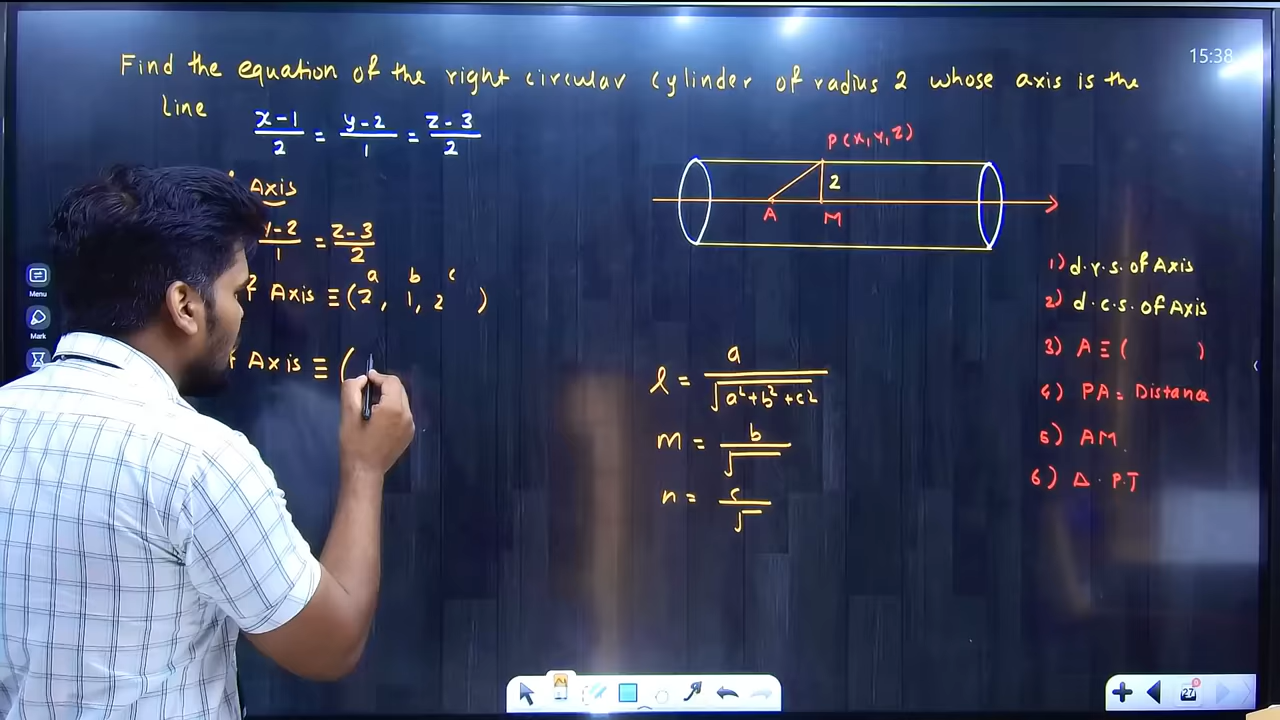 15:38
Find the equation of the right circular cylinder of radius 2 whose axis is the
line x-1/2 = y-2/1 = z-3/2
Axis
y-2/1 = z-3/2
a b c
f Axis ≡ (2, 1, 2 )
f Axis ≡ (
P(x,y,z)
2
A M
l = a/√a²+b²+c²
m = b/√
n = c/√
1) d.r.s. of Axis
2) d.c.s. of Axis
3) A ≡ ( )
4) PA = Distance
5) AM
6) Δ. P.T
Menu
Mark
27